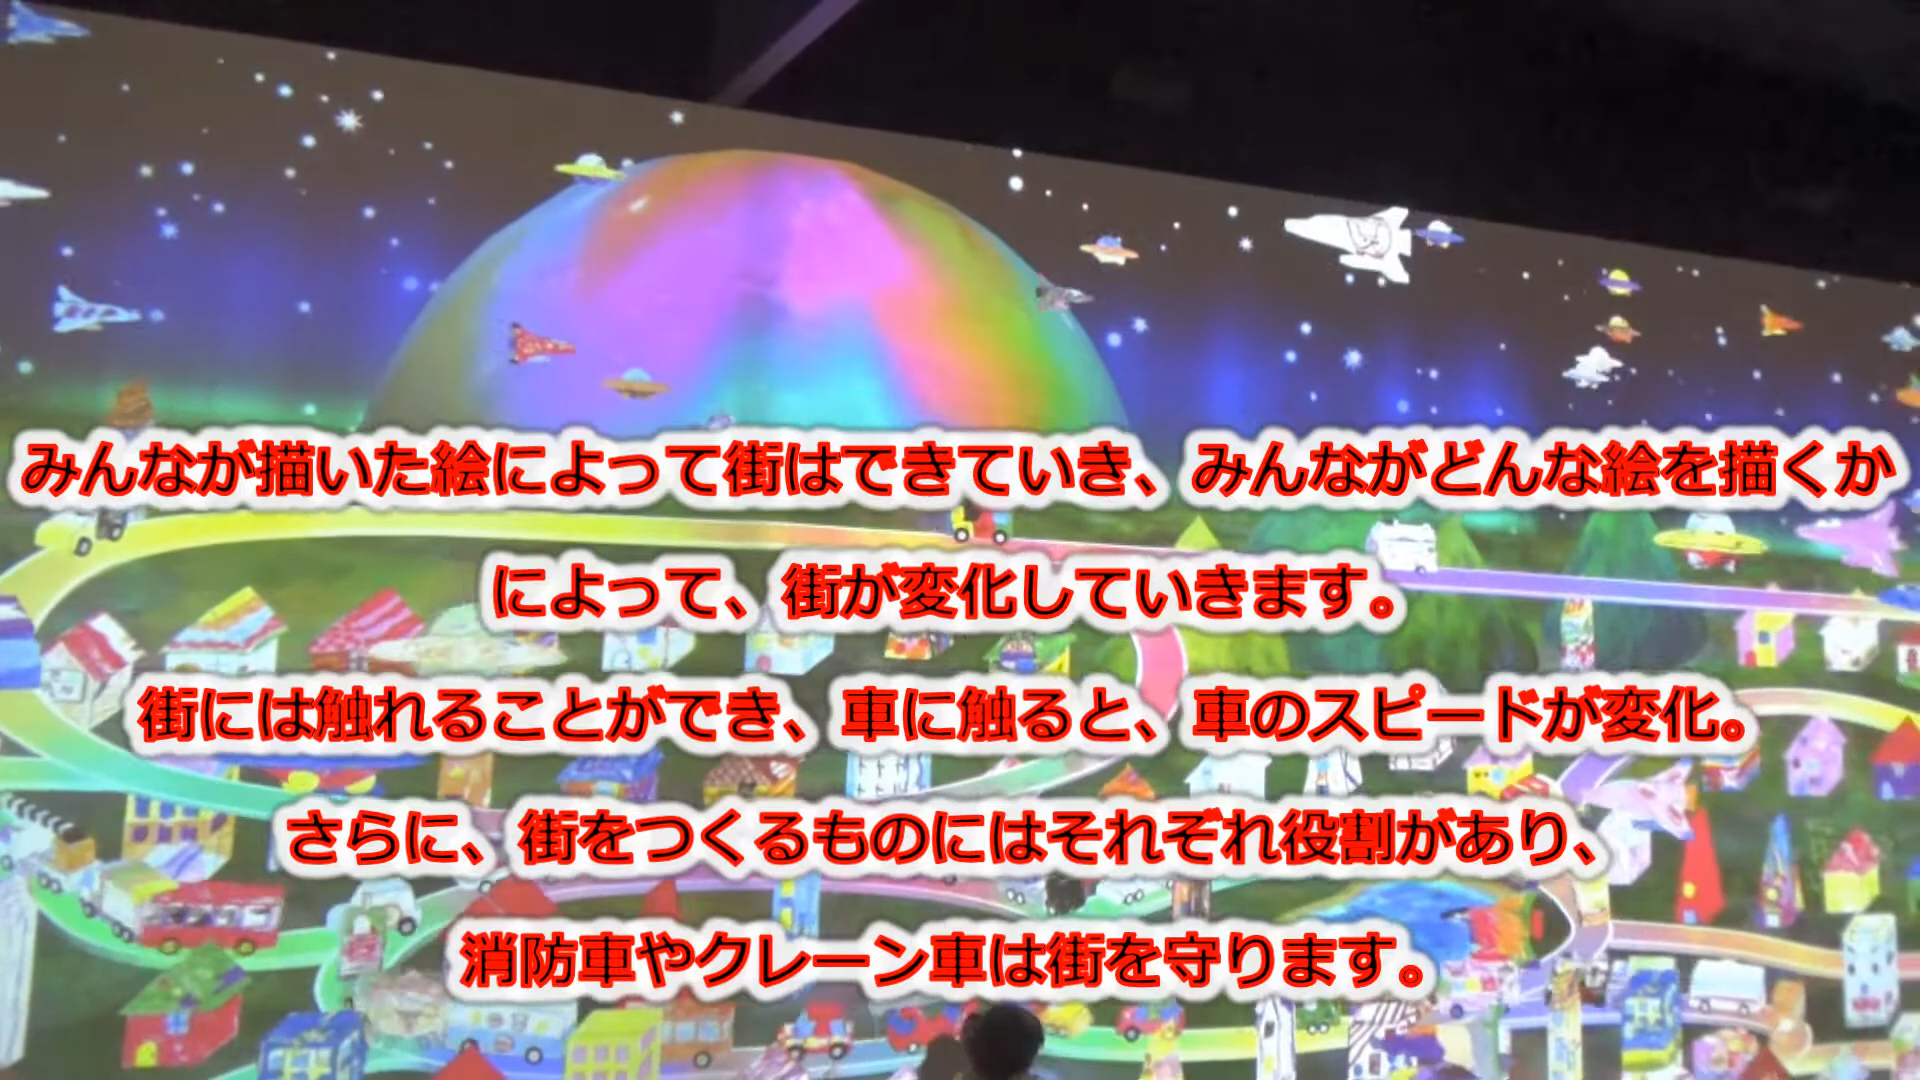 みんなが描いた絵によって街はできていき、みんながどんな絵を描くか
によって、街が変化していきます。
街には触れることができ、車に触ると、車のスピードが変化。
さらに、街をつくるものにはそれぞれ役割があり、
消防車やクレーン車は街を守ります。